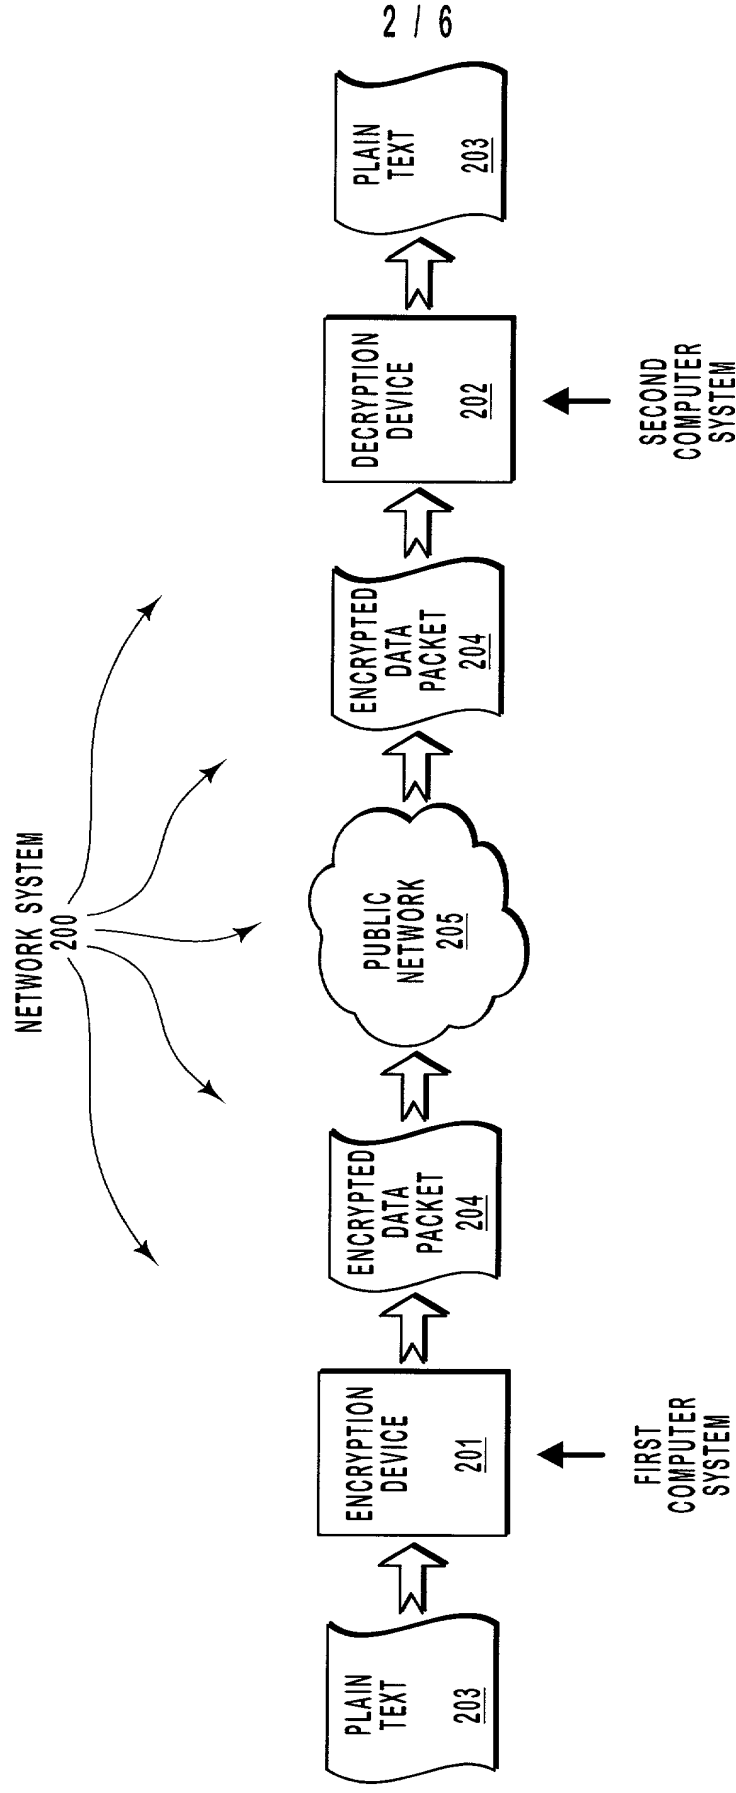 2 / 6
NETWORK SYSTEM
200
PLAIN
TEXT
203
ENCRYPTION
DEVICE
201
ENCRYPTED
DATA
PACKET
204
PUBLIC
NETWORK
205
ENCRYPTED
DATA
PACKET
204
DECRYPTION
DEVICE
202
PLAIN
TEXT
203
FIRST
COMPUTER
SYSTEM
SECOND
COMPUTER
SYSTEM